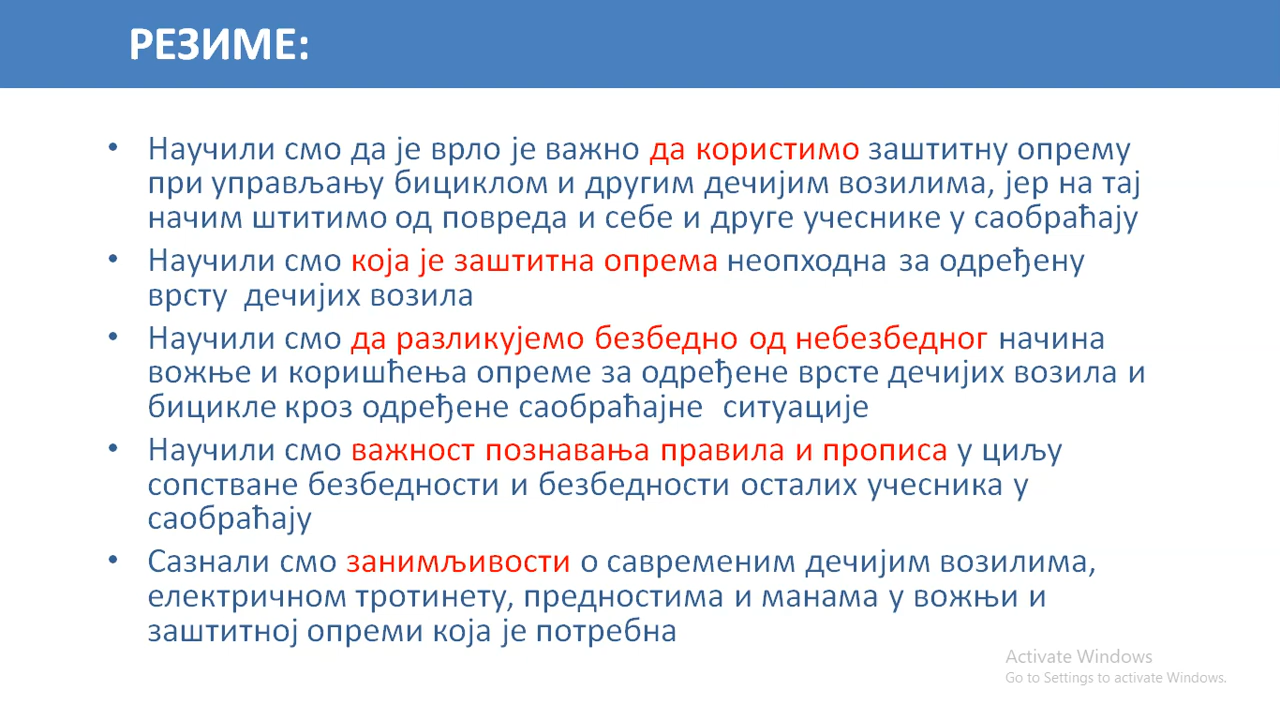 РЕЗИМЕ:
• Научили смо да је врло је важно да користимо заштитну опрему
при управљању бициклом и другим дечијим возилима, јер на тај
начим штитимо од повреда и себе и друге учеснике у саобраћају
• Научили смо која је заштитна опрема неопходна за одређену
врсту  дечијих возила
• Научили смо да разликујемо безбедно од небезбедног начина
вожње и коришћења опреме за одређене врсте дечијих возила и
бицикле кроз одређене саобраћајне  ситуације
• Научили смо важност познавања правила и прописа у циљу
сопстване безбедности и безбедности осталих учесника у
саобраћају
• Сазнали смо занимљивости о савременим дечијим возилима,
електричном тротинету, предностима и манама у вожњи и
заштитној опреми која је потребна
Activate Windows
Go to Settings to activate Windows.